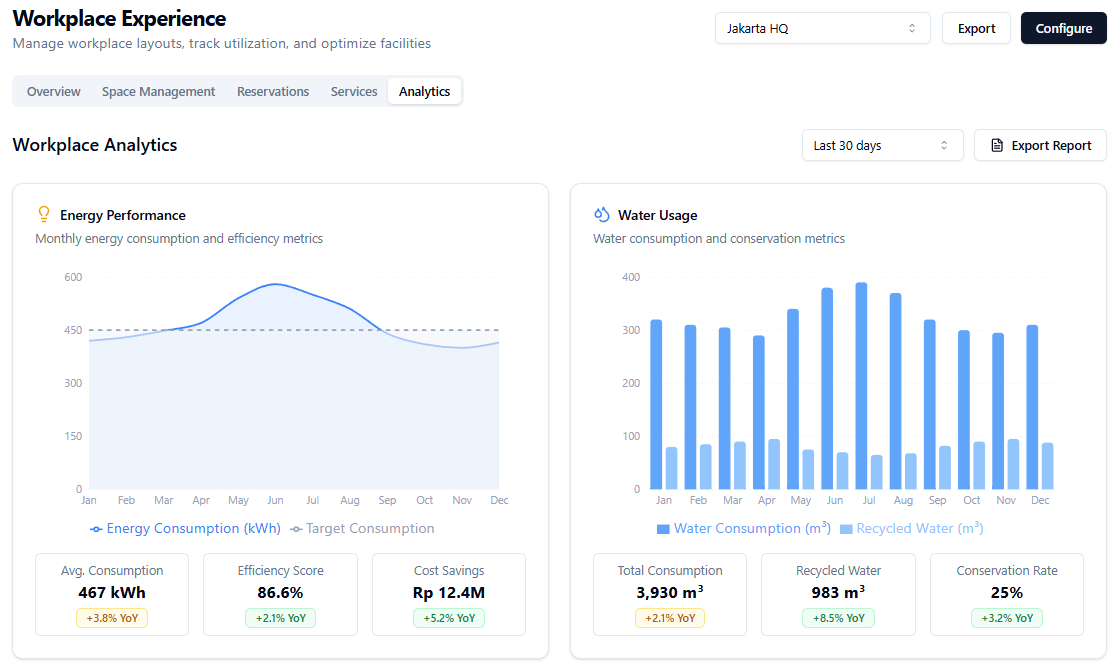 Workplace Experience
Manage workplace layouts, track utilization, and optimize facilities
Jakarta HQ
Export
Configure
Overview
Space Management
Reservations
Services
Analytics
Workplace Analytics
Last 30 days
Export Report
Energy Performance
Monthly energy consumption and efficiency metrics
600
450
300
150
0
Jan Feb Mar Apr May Jun Jul Aug Sep Oct Nov Dec
Energy Consumption (kWh) Target Consumption
Avg. Consumption
467 kWh
+3.8% YoY
Efficiency Score
86.6%
+2.1% YoY
Cost Savings
Rp 12.4M
+5.2% YoY
Water Usage
Water consumption and conservation metrics
400
300
200
100
0
Jan Feb Mar Apr May Jun Jul Aug Sep Oct Nov Dec
Water Consumption (m³) Recycled Water (m³)
Total Consumption
3,930 m³
+2.1% YoY
Recycled Water
983 m³
+8.5% YoY
Conservation Rate
25%
+3.2% YoY